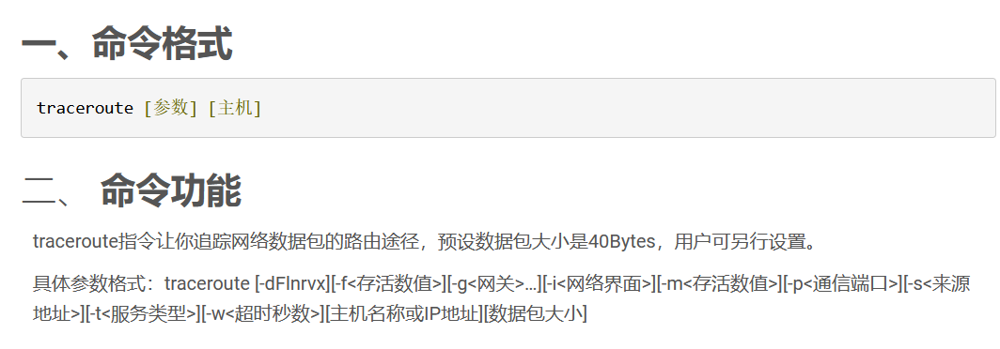 一、命令格式
traceroute [参数] [主机]
二、 命令功能
traceroute指令让你追踪网络数据包的路由途径，预设数据包大小是40Bytes，用户可另行设置。
具体参数格式：traceroute [-dFlnrvx][-f<存活数值>][-g<网关>...][-i<网络界面>][-m<存活数值>][-p<通信端口>][-s<来源
地址>][-t<服务类型>][-w<超时秒数>][主机名称或IP地址][数据包大小]